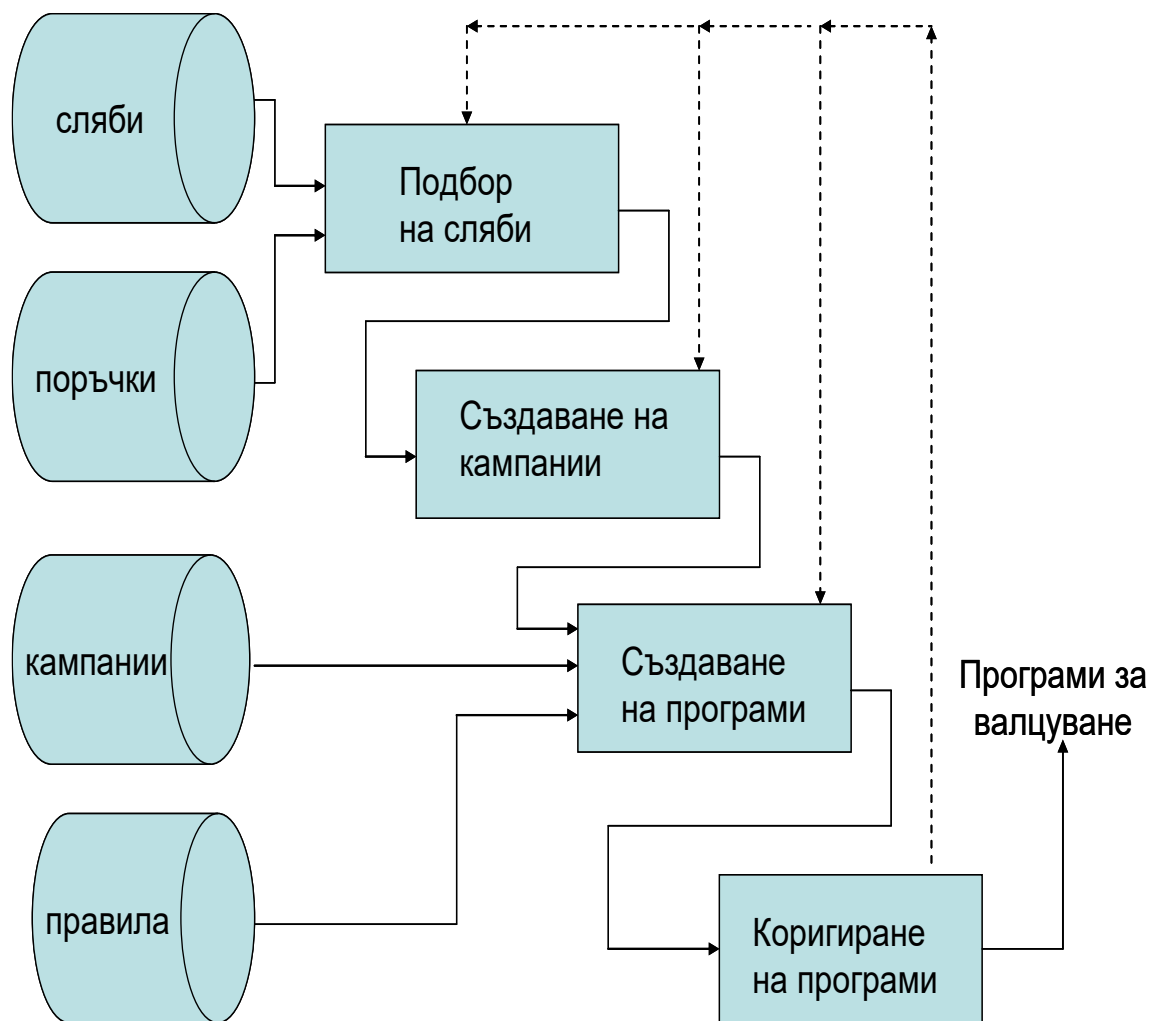 сляби
Подбор
на сляби
поръчки
Създаване на
кампании
кампании
Създаване
на програми
Програми за
валцуване
правила
Коригиране
на програми